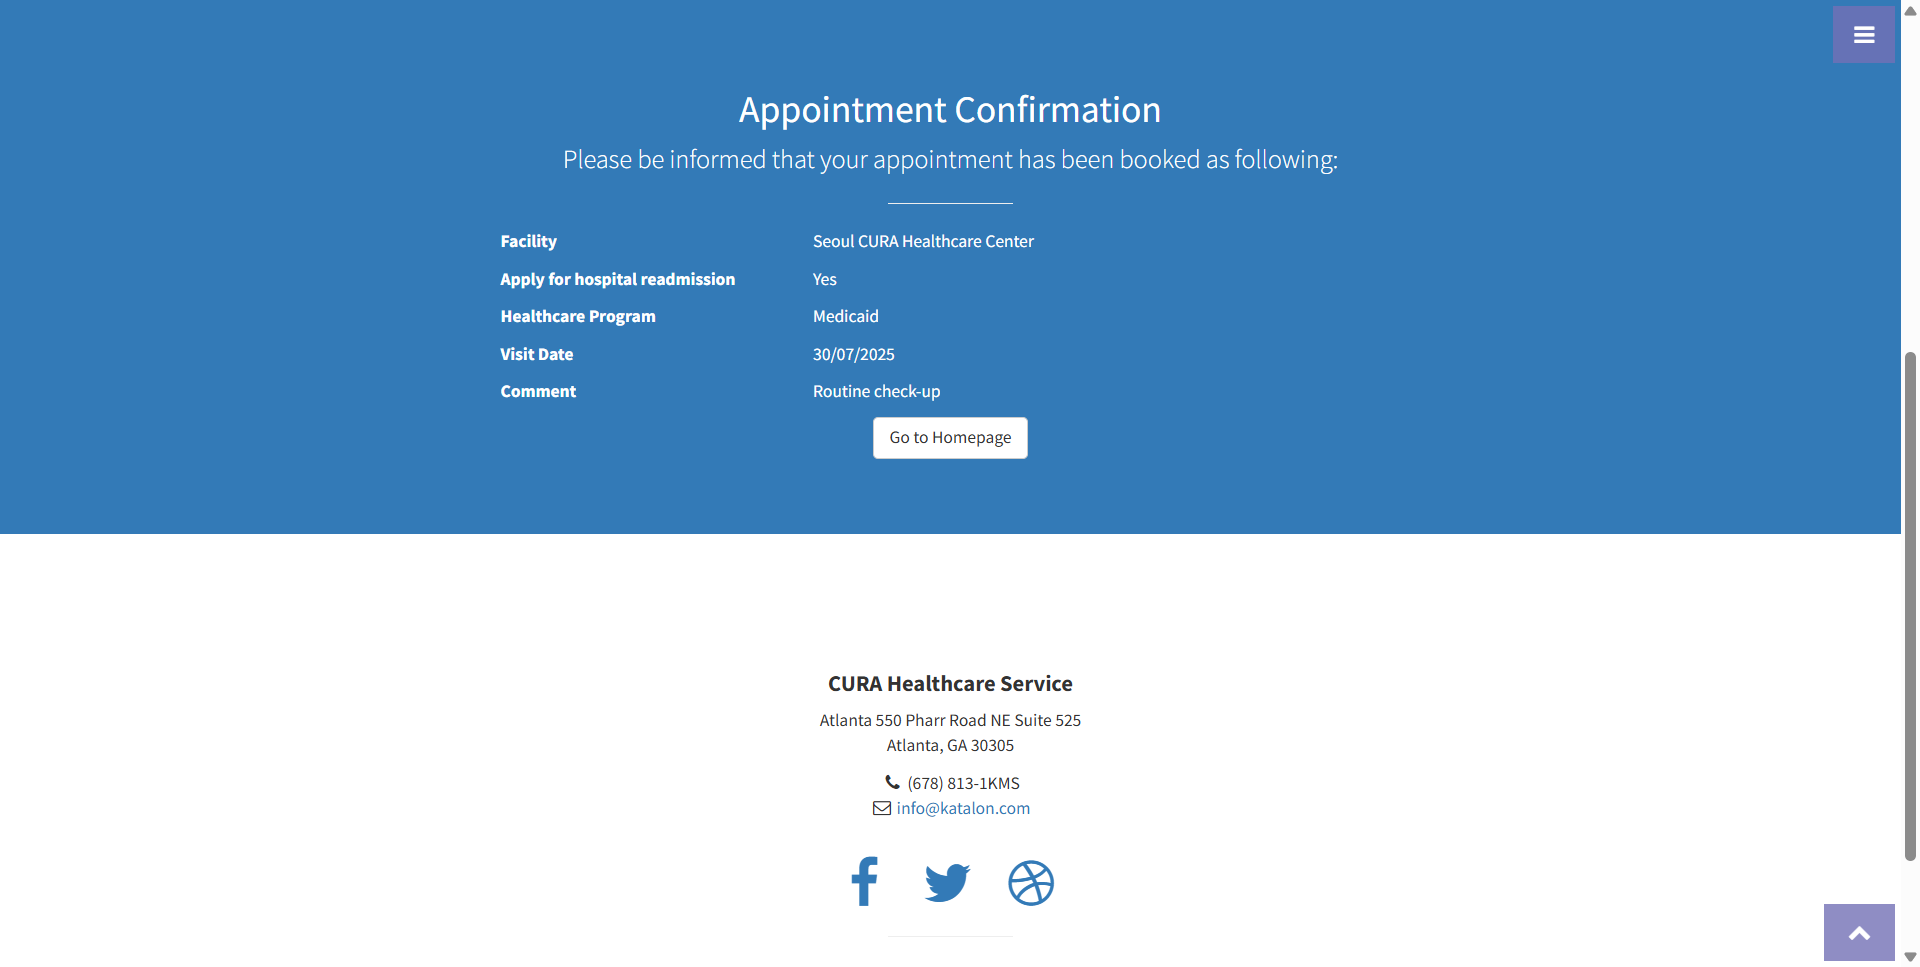 Appointment Confirmation
Please be informed that your appointment has been booked as following:
Facility Seoul CURA Healthcare Center
Apply for hospital readmission Yes
Healthcare Program Medicaid
Visit Date 30/07/2025
Comment Routine check-up
Go to Homepage
CURA Healthcare Service
Atlanta 550 Pharr Road NE Suite 525
Atlanta, GA 30305
(678) 813-1KMS
info@katalon.com